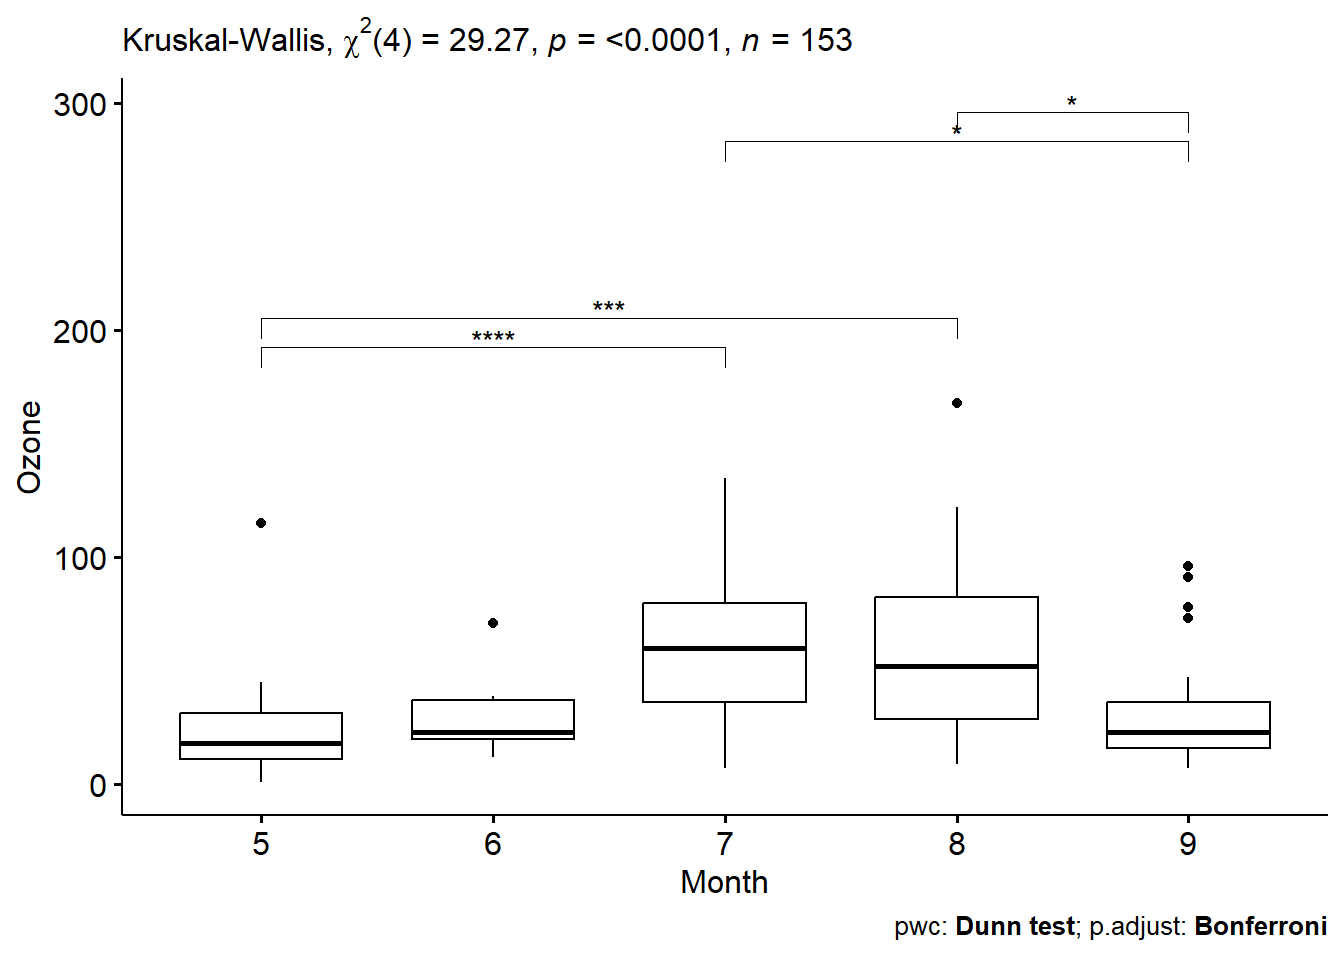 Kruskal-Wallis, χ²(4) = 29.27, p = <0.0001, n = 153
300
*
*
200
***
****
Ozone
100
0
5 6 7 8 9
Month
pwc: Dunn test; p.adjust: Bonferroni